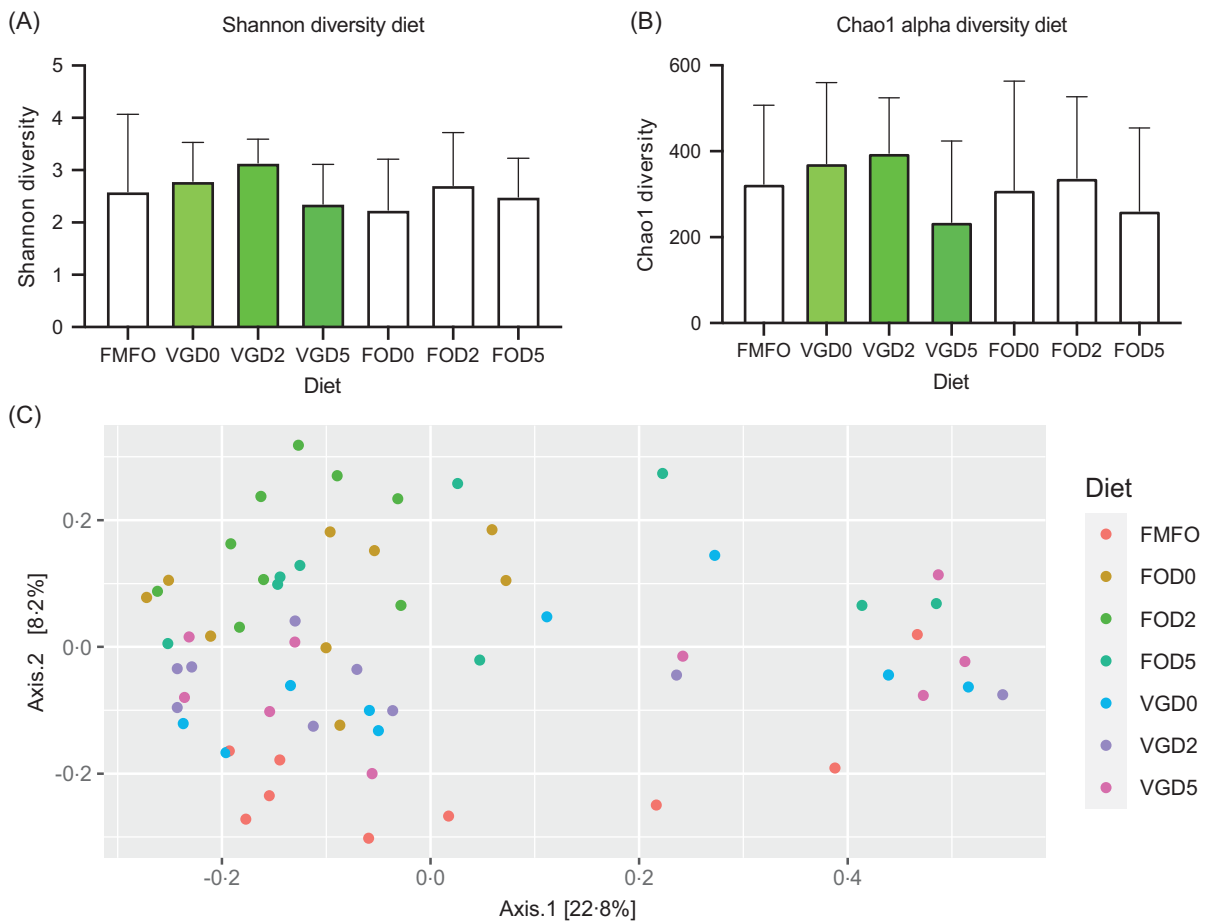 (A)
Shannon diversity diet
Shannon diversity
5
4
3
2
1
0
FMFO VGD0 VGD2 VGD5 FOD0 FOD2 FOD5
Diet
(B)
Chao1 alpha diversity diet
Chao1 diversity
600
400
200
0
FMFO VGD0 VGD2 VGD5 FOD0 FOD2 FOD5
Diet
(C)
Axis.2 [8·2%]
0·2
0·0
-0·2
-0·2 0·0 0·2 0·4
Axis.1 [22·8%]
Diet
FMFO
FOD0
FOD2
FOD5
VGD0
VGD2
VGD5